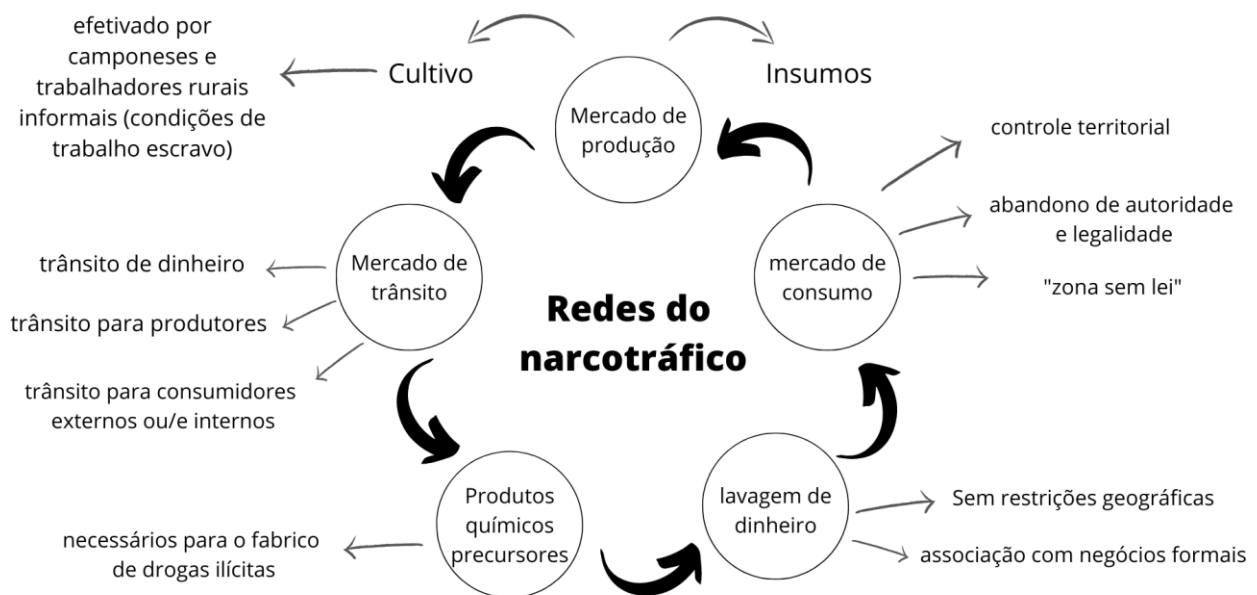 efetivado por
camponeses e
trabalhadores rurais
informais (condições de
trabalho escravo)
Cultivo
Insumos
Mercado de
produção
controle territorial
abandono de autoridade
e legalidade
"zona sem lei"
mercado de
consumo
Mercado de
trânsito
trânsito de dinheiro
trânsito para produtores
trânsito para consumidores
externos ou/e internos
Redes do
narcotráfico
Produtos
químicos
precursores
necessários para o fabrico
de drogas ilícitas
lavagem de
dinheiro
Sem restrições geográficas
associação com negócios formais